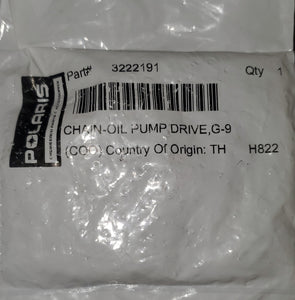 Part# 3222191 Qty 1
CHAIN-OIL PUMP DRIVE,G-9
(COO) Country Of Origin: TH H822
POLARIS